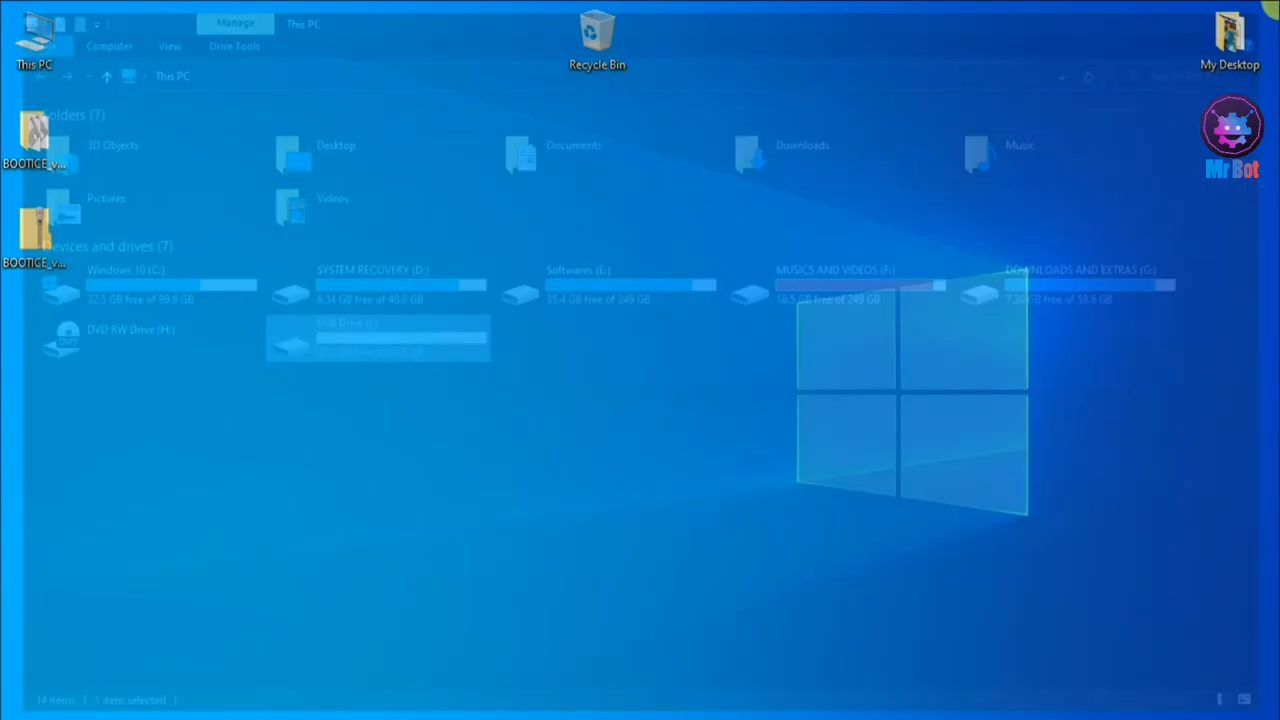 Manage
This PC
Computer
View
Drive Tools
This PC
Recycle Bin
My Desktop
This PC
Folders (7)
3D Objects
Desktop
Documents
Downloads
Music
BOOTICE_v...
Mr Bot
Pictures
Videos
Devices and drives (7)
BOOTICE_v...
Windows 10 (C:)
32.5 GB free of 99.9 GB
SYSTEM RECOVERY (D:)
6.34 GB free of 40.0 GB
Softwares (E:)
35.4 GB free of 249 GB
MUSICS AND VIDEOS (F:)
16.5 GB free of 249 GB
DOWNLOADS AND EXTRAS (G:)
7.30 GB free of 58.6 GB
DVD RW Drive (H:)
DVD
USB Drive (I:)
14 items
1 item selected